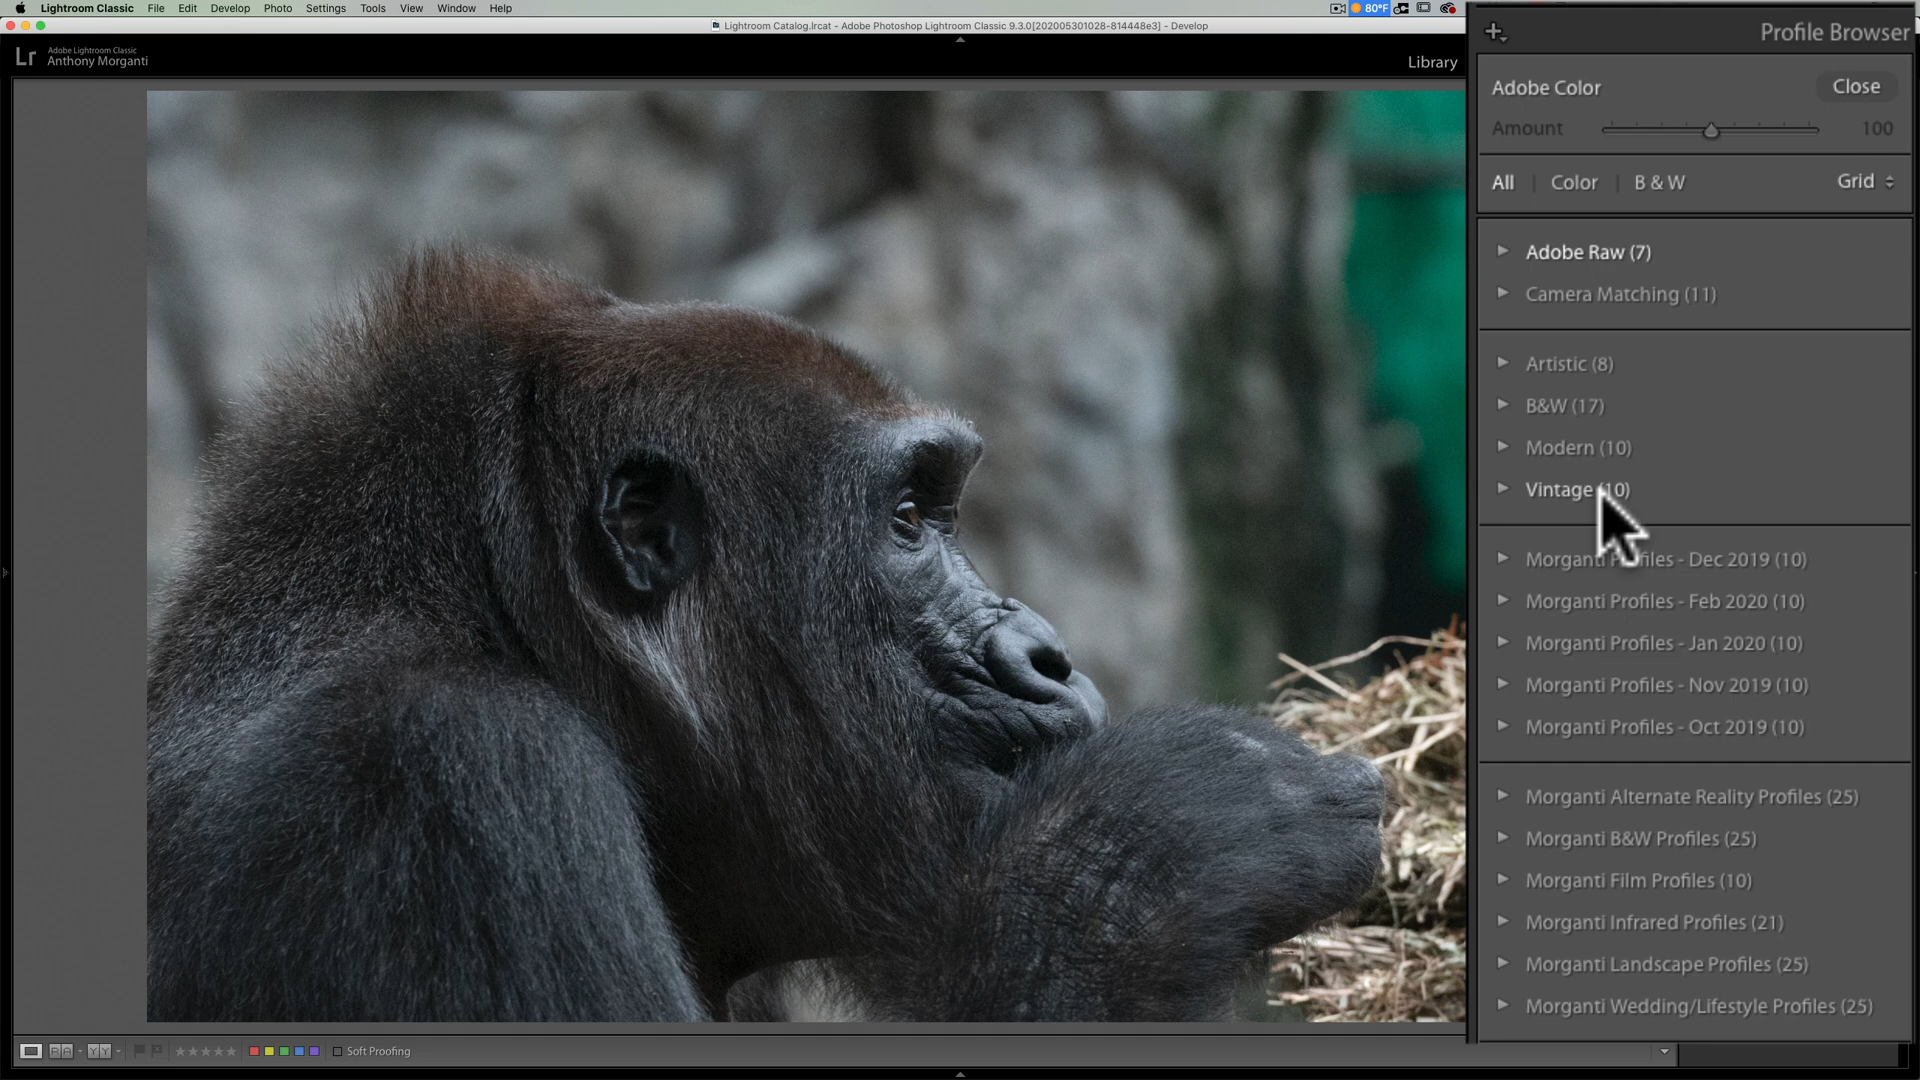 Lightroom Classic File Edit Develop Photo Settings Tools View Window Help 80°F
Lightroom Catalog.lrcat - Adobe Photoshop Lightroom Classic 9.3.0[202005301028-814448e3] - Develop
Lr Adobe Lightroom Classic
Anthony Morganti
Library
Profile Browser
Adobe Color Close
Amount 100
All Color B & W Grid
Adobe Raw (7)
Camera Matching (11)
Artistic (8)
B&W (17)
Modern (10)
Vintage (10)
Morganti Profiles - Dec 2019 (10)
Morganti Profiles - Feb 2020 (10)
Morganti Profiles - Jan 2020 (10)
Morganti Profiles - Nov 2019 (10)
Morganti Profiles - Oct 2019 (10)
Morganti Alternate Reality Profiles (25)
Morganti B&W Profiles (25)
Morganti Film Profiles (10)
Morganti Infrared Profiles (21)
Morganti Landscape Profiles (25)
Morganti Wedding/Lifestyle Profiles (25)
RA YY Soft Proofing